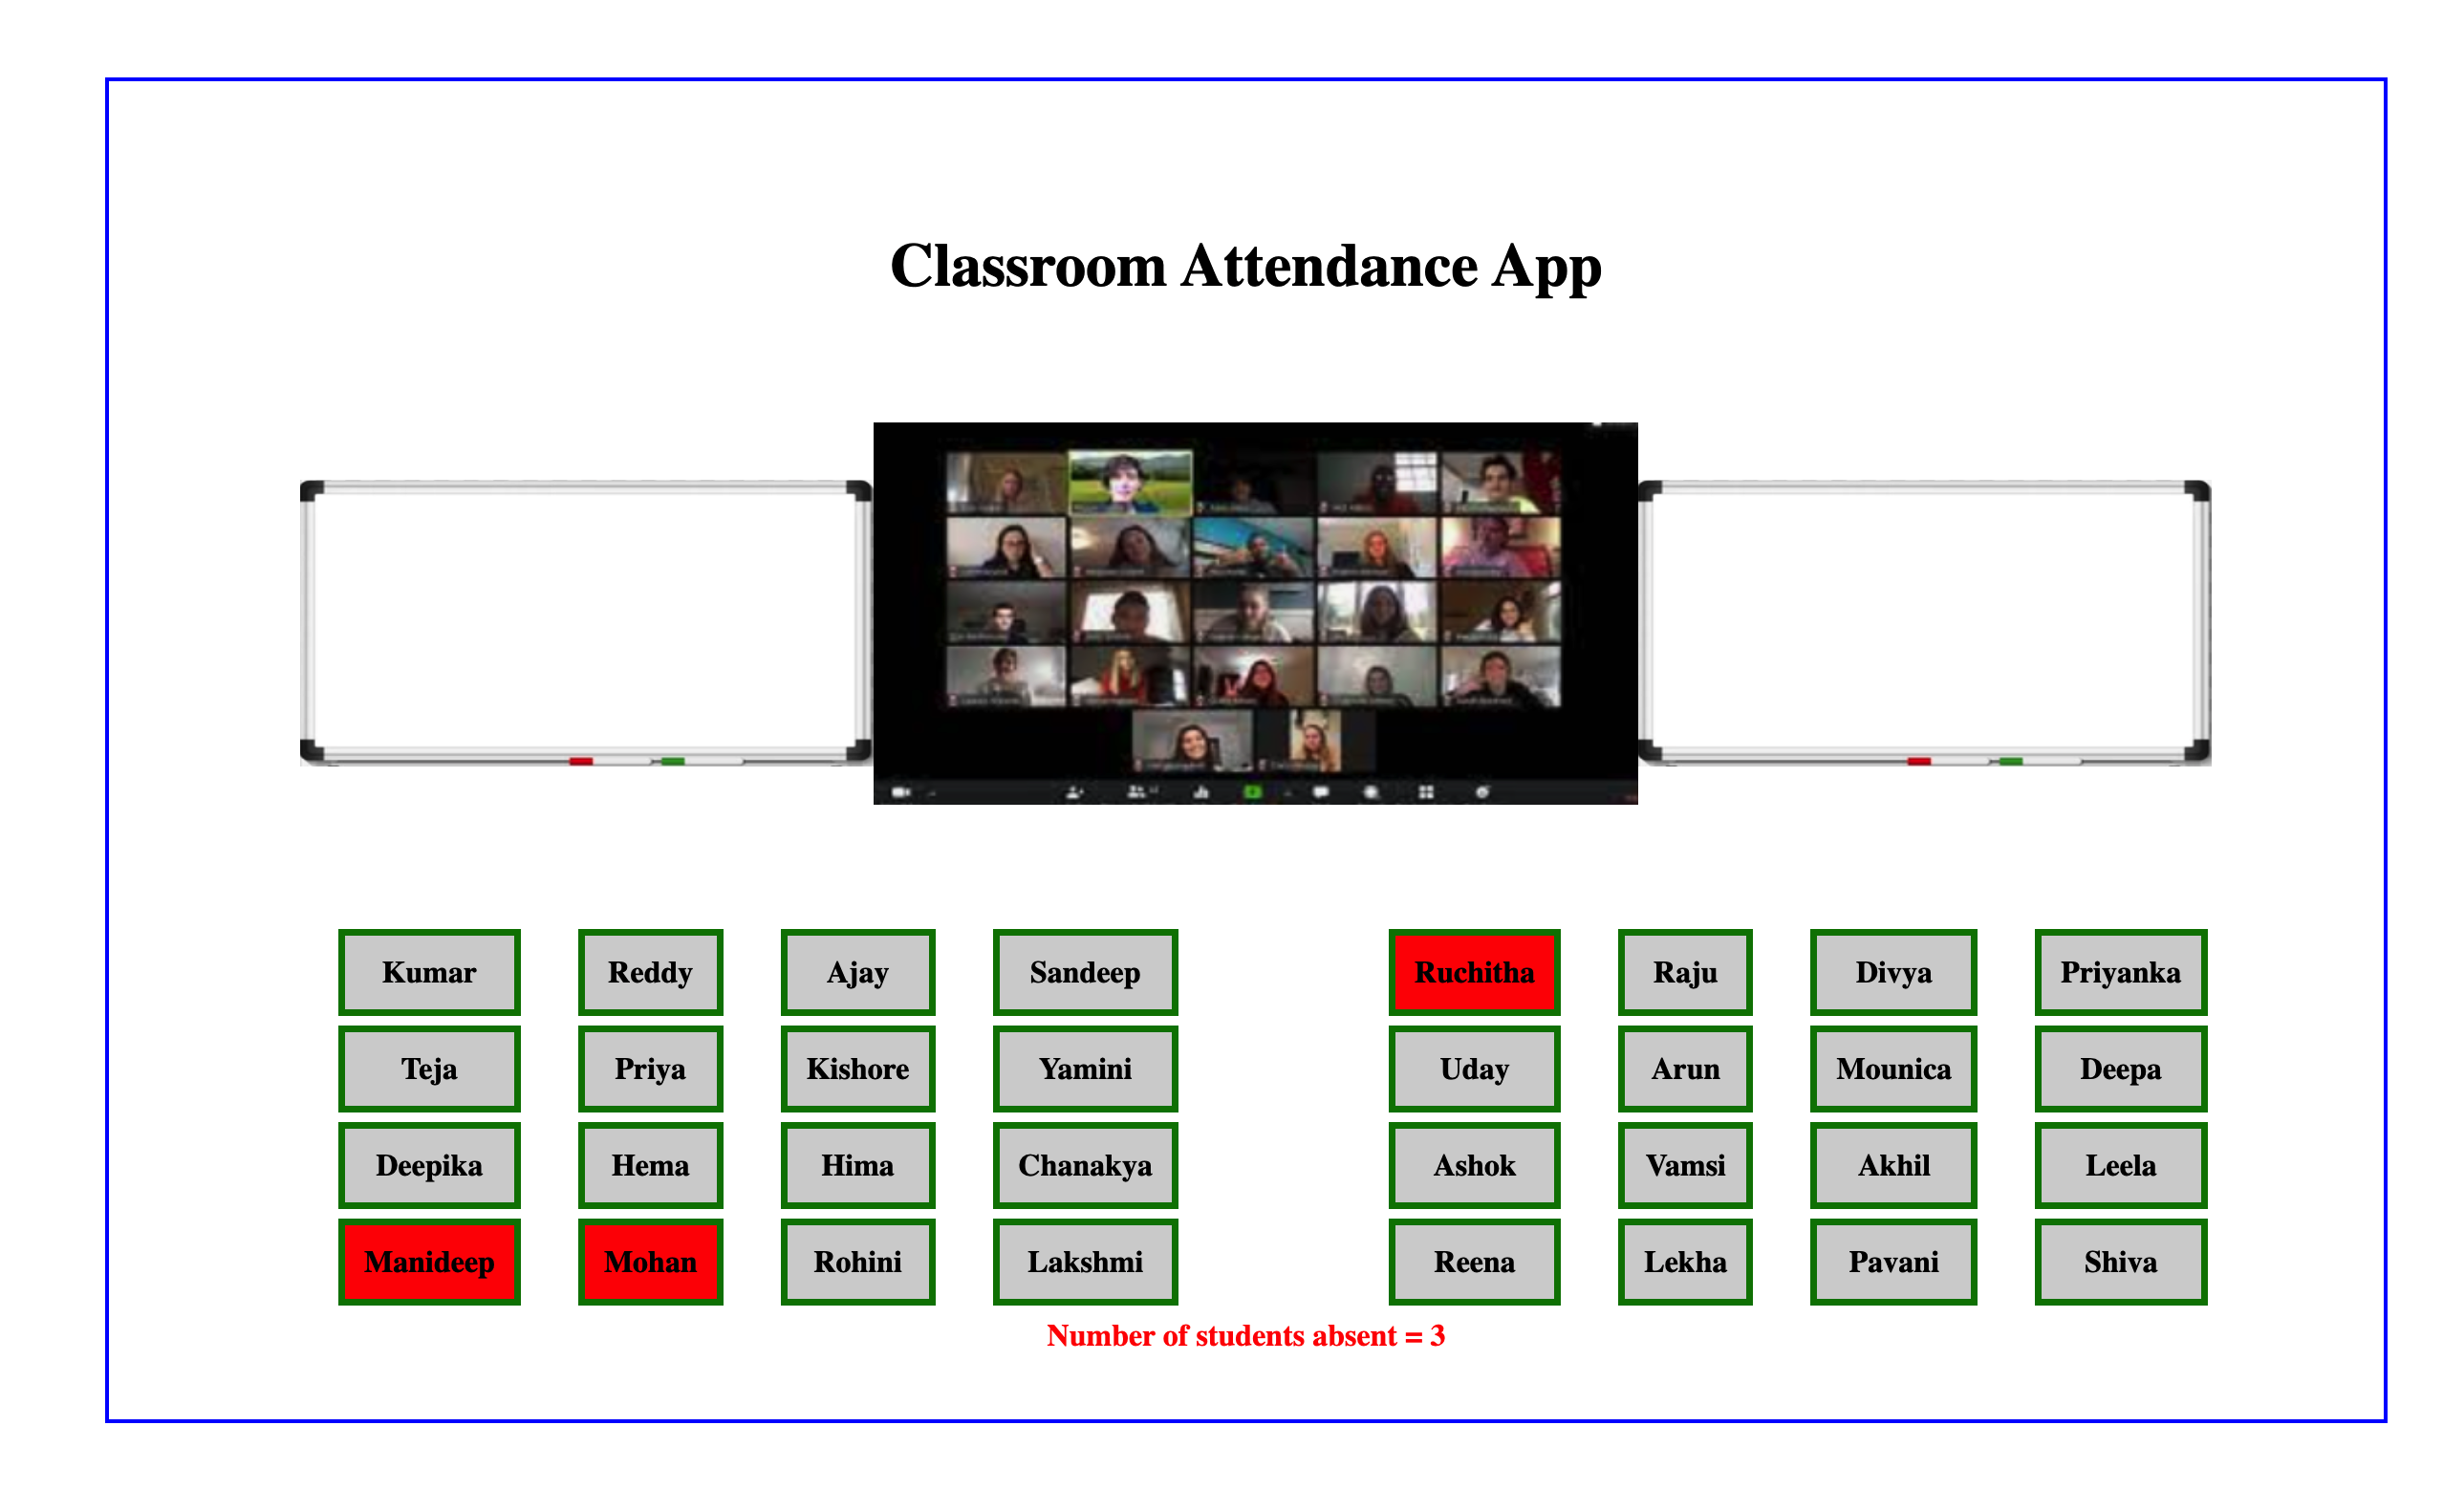 Classroom Attendance App
Kumar Reddy Ajay Sandeep Ruchitha Raju Divya Priyanka
Teja Priya Kishore Yamini Uday Arun Mounica Deepa
Deepika Hema Hima Chanakya Ashok Vamsi Akhil Leela
Manideep Mohan Rohini Lakshmi Reena Lekha Pavani Shiva
Number of students absent = 3